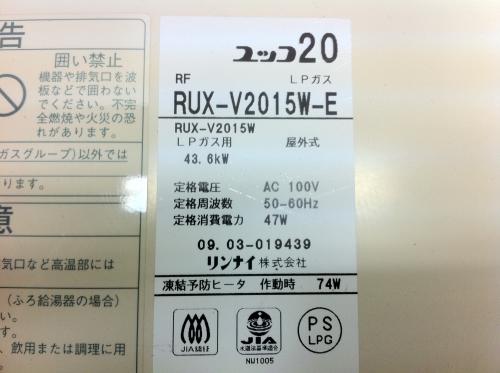 告
囲い禁止
機器や排気口を波
板などで囲わない
でください。不完
全燃焼や火災の恐
れがあります。
ガスグループ)以外では
ります。
意
気口など高温部には
(ふろ給湯器の場合)
い。
、飲用または調理に用
ユッコ20
RF LPガス
RUX-V2015W-E
RUX-V2015W
LPガス用 屋外式
43.6kW
定格電圧 AC 100V
定格周波数 50-60Hz
定格消費電力 47W
09.03-019439
リンナイ株式会社
凍結予防ヒータ 作動時 74W
JIA認証
JIA
水道法基準適合
NU1005
PS
LPG